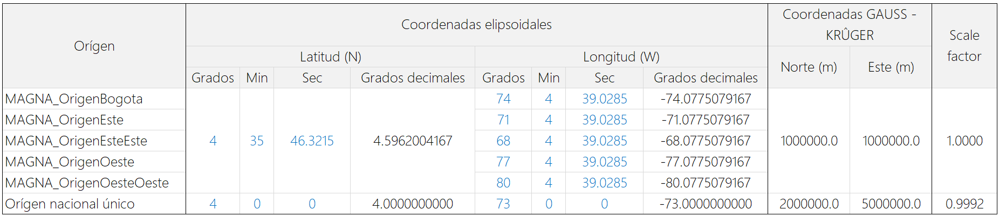 Orígen
Coordenadas elipsoidales
Coordenadas GAUSS -
KRÛGER
Scale
factor
Latitud (N)
Longitud (W)
Norte (m)
Este (m)
Grados Min Sec Grados decimales Grados Min Sec Grados decimales
MAGNA_OrigenBogota 74 4 39.0285 -74.0775079167
MAGNA_OrigenEste 71 4 39.0285 -71.0775079167
MAGNA_OrigenEsteEste 4 35 46.3215 4.5962004167 68 4 39.0285 -68.0775079167 1000000.0 1000000.0 1.0000
MAGNA_OrigenOeste 77 4 39.0285 -77.0775079167
MAGNA_OrigenOesteOeste 80 4 39.0285 -80.0775079167
Orígen nacional único 4 0 0 4.0000000000 73 0 0 -73.0000000000 2000000.0 5000000.0 0.9992